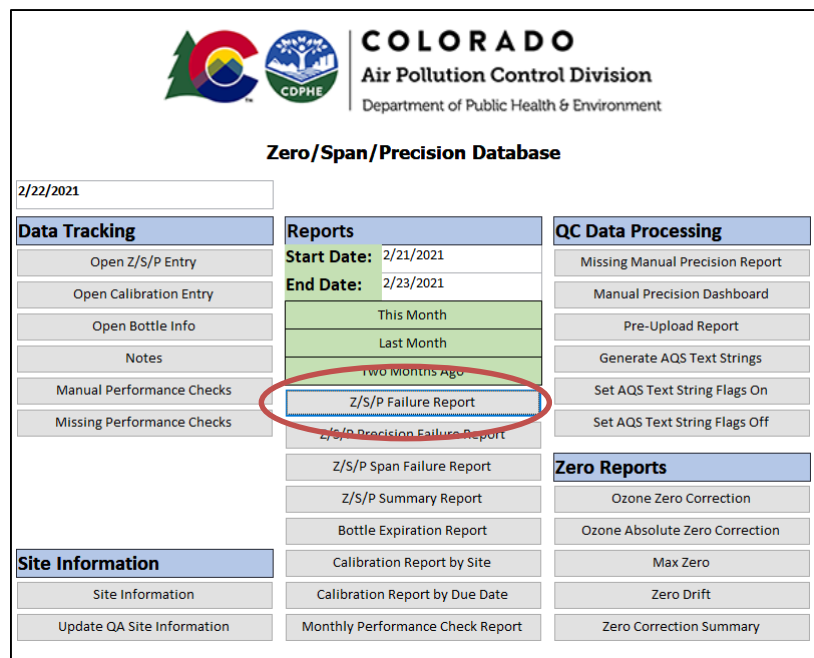 COLORADO
Air Pollution Control Division
Department of Public Health & Environment
CDPHE
TM
Zero/Span/Precision Database
2/22/2021
Data Tracking
Open Z/S/P Entry
Open Calibration Entry
Open Bottle Info
Notes
Manual Performance Checks
Missing Performance Checks
Site Information
Site Information
Update QA Site Information
Reports
Start Date: 2/21/2021
End Date: 2/23/2021
This Month
Last Month
Two Months Ago
Z/S/P Failure Report
Z/S/P Precision Failure Report
Z/S/P Span Failure Report
Z/S/P Summary Report
Bottle Expiration Report
Calibration Report by Site
Calibration Report by Due Date
Monthly Performance Check Report
QC Data Processing
Missing Manual Precision Report
Manual Precision Dashboard
Pre-Upload Report
Generate AQS Text Strings
Set AQS Text String Flags On
Set AQS Text String Flags Off
Zero Reports
Ozone Zero Correction
Ozone Absolute Zero Correction
Max Zero
Zero Drift
Zero Correction Summary